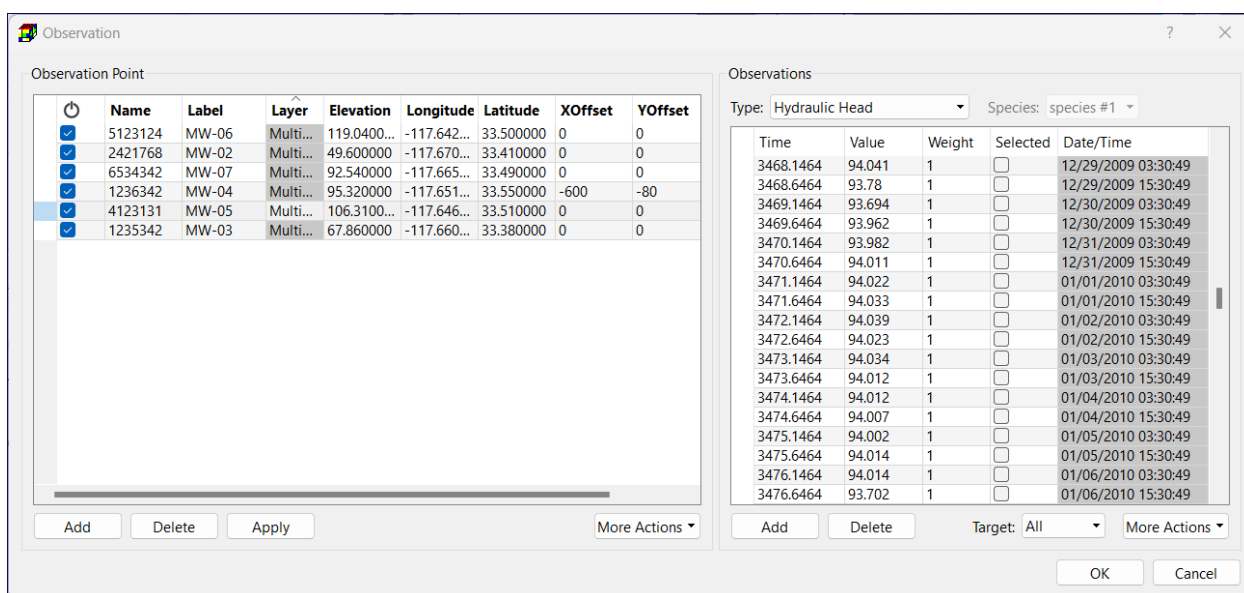 Observation ? ×
Observation Point
Name Label Layer Elevation Longitude Latitude XOffset YOffset
5123124 MW-06 Multi... 119.0400... -117.642... 33.500000 0 0
2421768 MW-02 Multi... 49.600000 -117.670... 33.410000 0 0
6534342 MW-07 Multi... 92.540000 -117.665... 33.490000 0 0
1236342 MW-04 Multi... 95.320000 -117.651... 33.550000 -600 -80
4123131 MW-05 Multi... 106.3100... -117.646... 33.510000 0 0
1235342 MW-03 Multi... 67.860000 -117.660... 33.380000 0 0
Add Delete Apply More Actions
Observations
Type: Hydraulic Head Species: species #1
Time Value Weight Selected Date/Time
3468.1464 94.041 1 12/29/2009 03:30:49
3468.6464 93.78 1 12/29/2009 15:30:49
3469.1464 93.694 1 12/30/2009 03:30:49
3469.6464 93.962 1 12/30/2009 15:30:49
3470.1464 93.982 1 12/31/2009 03:30:49
3470.6464 94.011 1 12/31/2009 15:30:49
3471.1464 94.022 1 01/01/2010 03:30:49
3471.6464 94.033 1 01/01/2010 15:30:49
3472.1464 94.039 1 01/02/2010 03:30:49
3472.6464 94.023 1 01/02/2010 15:30:49
3473.1464 94.034 1 01/03/2010 03:30:49
3473.6464 94.012 1 01/03/2010 15:30:49
3474.1464 94.012 1 01/04/2010 03:30:49
3474.6464 94.007 1 01/04/2010 15:30:49
3475.1464 94.002 1 01/05/2010 03:30:49
3475.6464 94.014 1 01/05/2010 15:30:49
3476.1464 94.014 1 01/06/2010 03:30:49
3476.6464 93.702 1 01/06/2010 15:30:49
Add Delete Target: All More Actions
OK Cancel